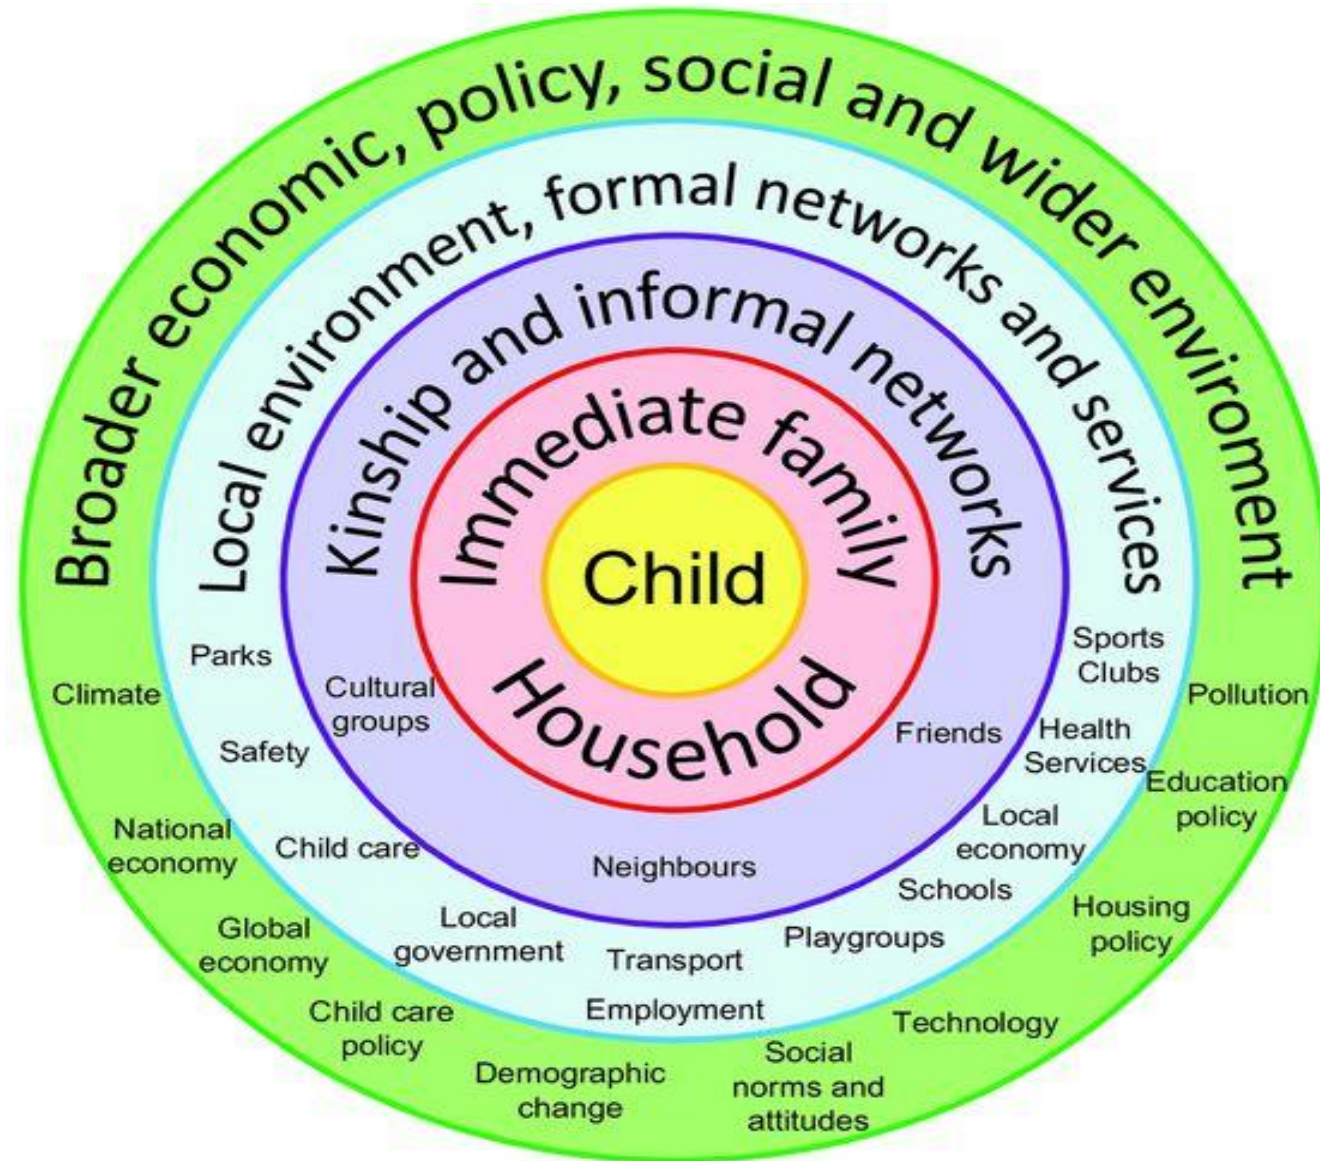 Broader economic, policy, social and wider enviroment
Local environment, formal networks and services
Kinship and informal networks
Immediate family
Child
Household
Cultural
groups
Friends
Neighbours
Parks
Safety
Child care
Local
government
Transport
Employment
Playgroups
Schools
Local
economy
Health
Services
Sports
Clubs
Climate
National
economy
Global
economy
Child care
policy
Demographic
change
Social
norms and
attitudes
Technology
Housing
policy
Education
policy
Pollution